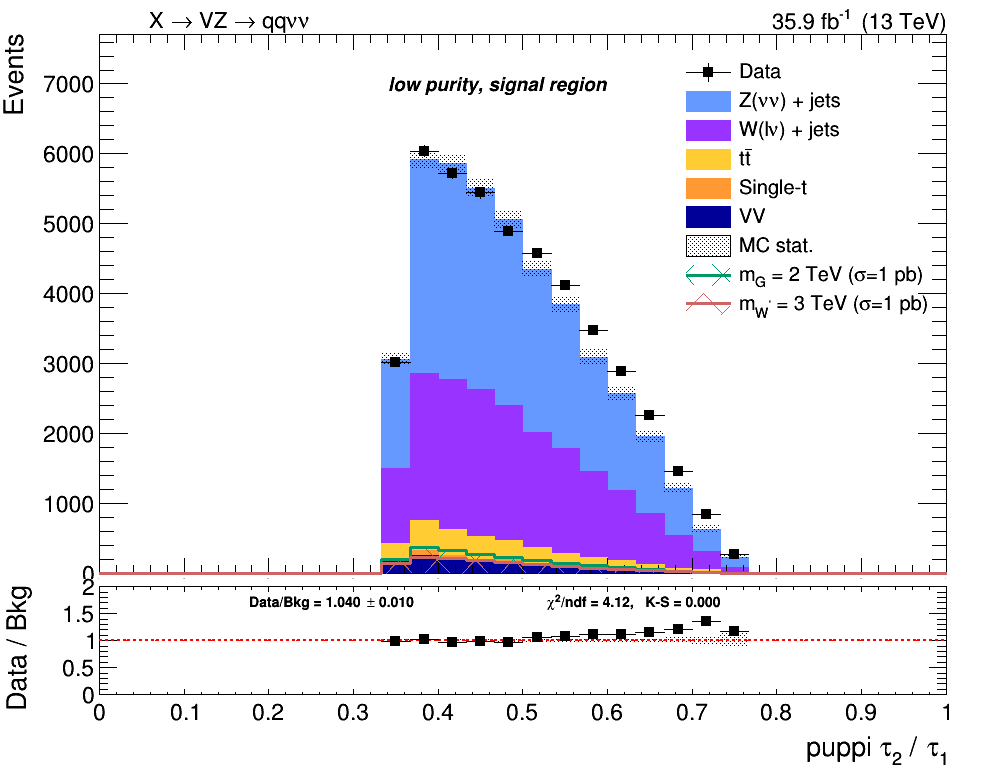 X → VZ → qqνν
35.9 fb⁻¹ (13 TeV)
Events
low purity, signal region
Data
Z(νν) + jets
W(lν) + jets
tt̄
Single-t
VV
MC stat.
m_G = 2 TeV (σ=1 pb)
m_W' = 3 TeV (σ=1 pb)
7000
6000
5000
4000
3000
2000
1000
0
Data / Bkg
Data/Bkg = 1.040 ± 0.010
χ²/ndf = 4.12, K-S = 0.000
2
1.5
1
0.5
0
0 0.1 0.2 0.3 0.4 0.5 0.6 0.7 0.8 0.9 1
puppi τ₂ / τ₁